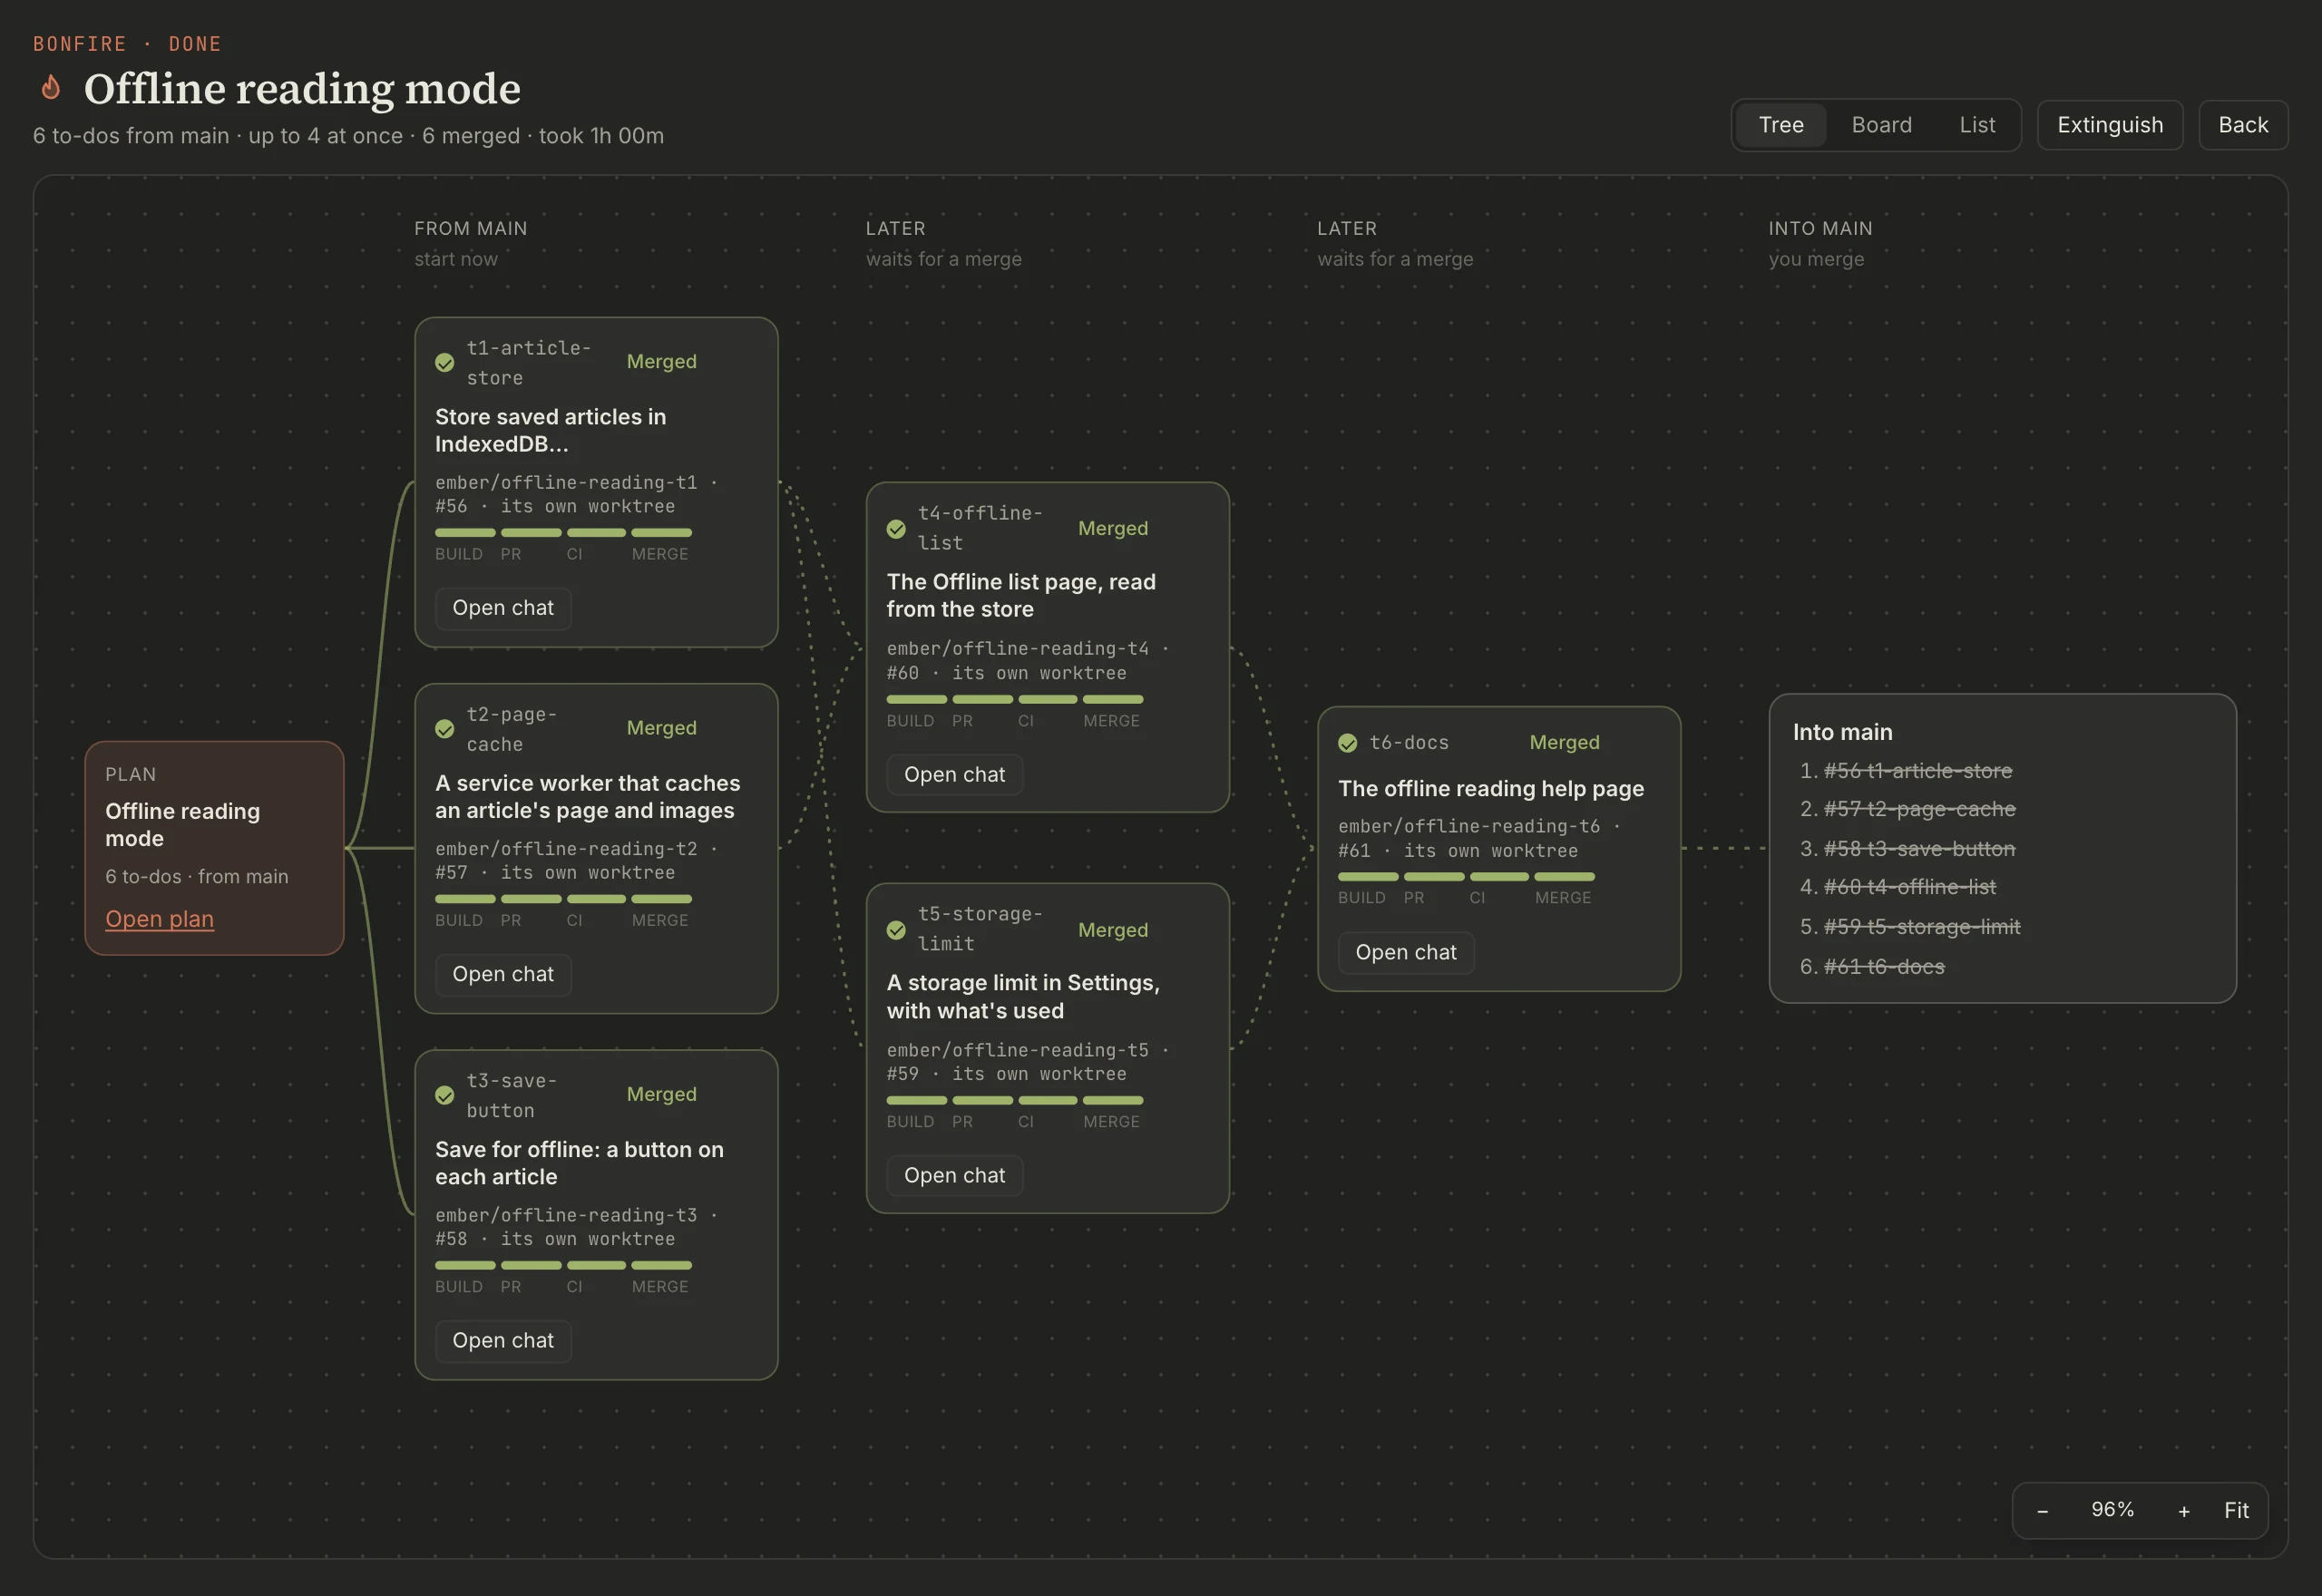 BONFIRE · DONE
Offline reading mode
6 to-dos from main · up to 4 at once · 6 merged · took 1h 00m
Tree
Board
List
Extinguish
Back
FROM MAIN
start now
LATER
waits for a merge
LATER
waits for a merge
INTO MAIN
you merge
PLAN
Offline reading
mode
6 to-dos · from main
Open plan
t1-article-
store
Merged
Store saved articles in
IndexedDB...
ember/offline-reading-t1 ·
#56 · its own worktree
BUILD PR CI MERGE
Open chat
t2-page-
cache
Merged
A service worker that caches
an article's page and images
ember/offline-reading-t2 ·
#57 · its own worktree
BUILD PR CI MERGE
Open chat
t3-save-
button
Merged
Save for offline: a button on
each article
ember/offline-reading-t3 ·
#58 · its own worktree
BUILD PR CI MERGE
Open chat
t4-offline-
list
Merged
The Offline list page, read
from the store
ember/offline-reading-t4 ·
#60 · its own worktree
BUILD PR CI MERGE
Open chat
t5-storage-
limit
Merged
A storage limit in Settings,
with what's used
ember/offline-reading-t5 ·
#59 · its own worktree
BUILD PR CI MERGE
Open chat
t6-docs
Merged
The offline reading help page
ember/offline-reading-t6 ·
#61 · its own worktree
BUILD PR CI MERGE
Open chat
Into main
1. #56 t1-article-store
2. #57 t2-page-cache
3. #58 t3-save-button
4. #60 t4-offline-list
5. #59 t5-storage-limit
6. #61 t6-docs
− 96% + Fit